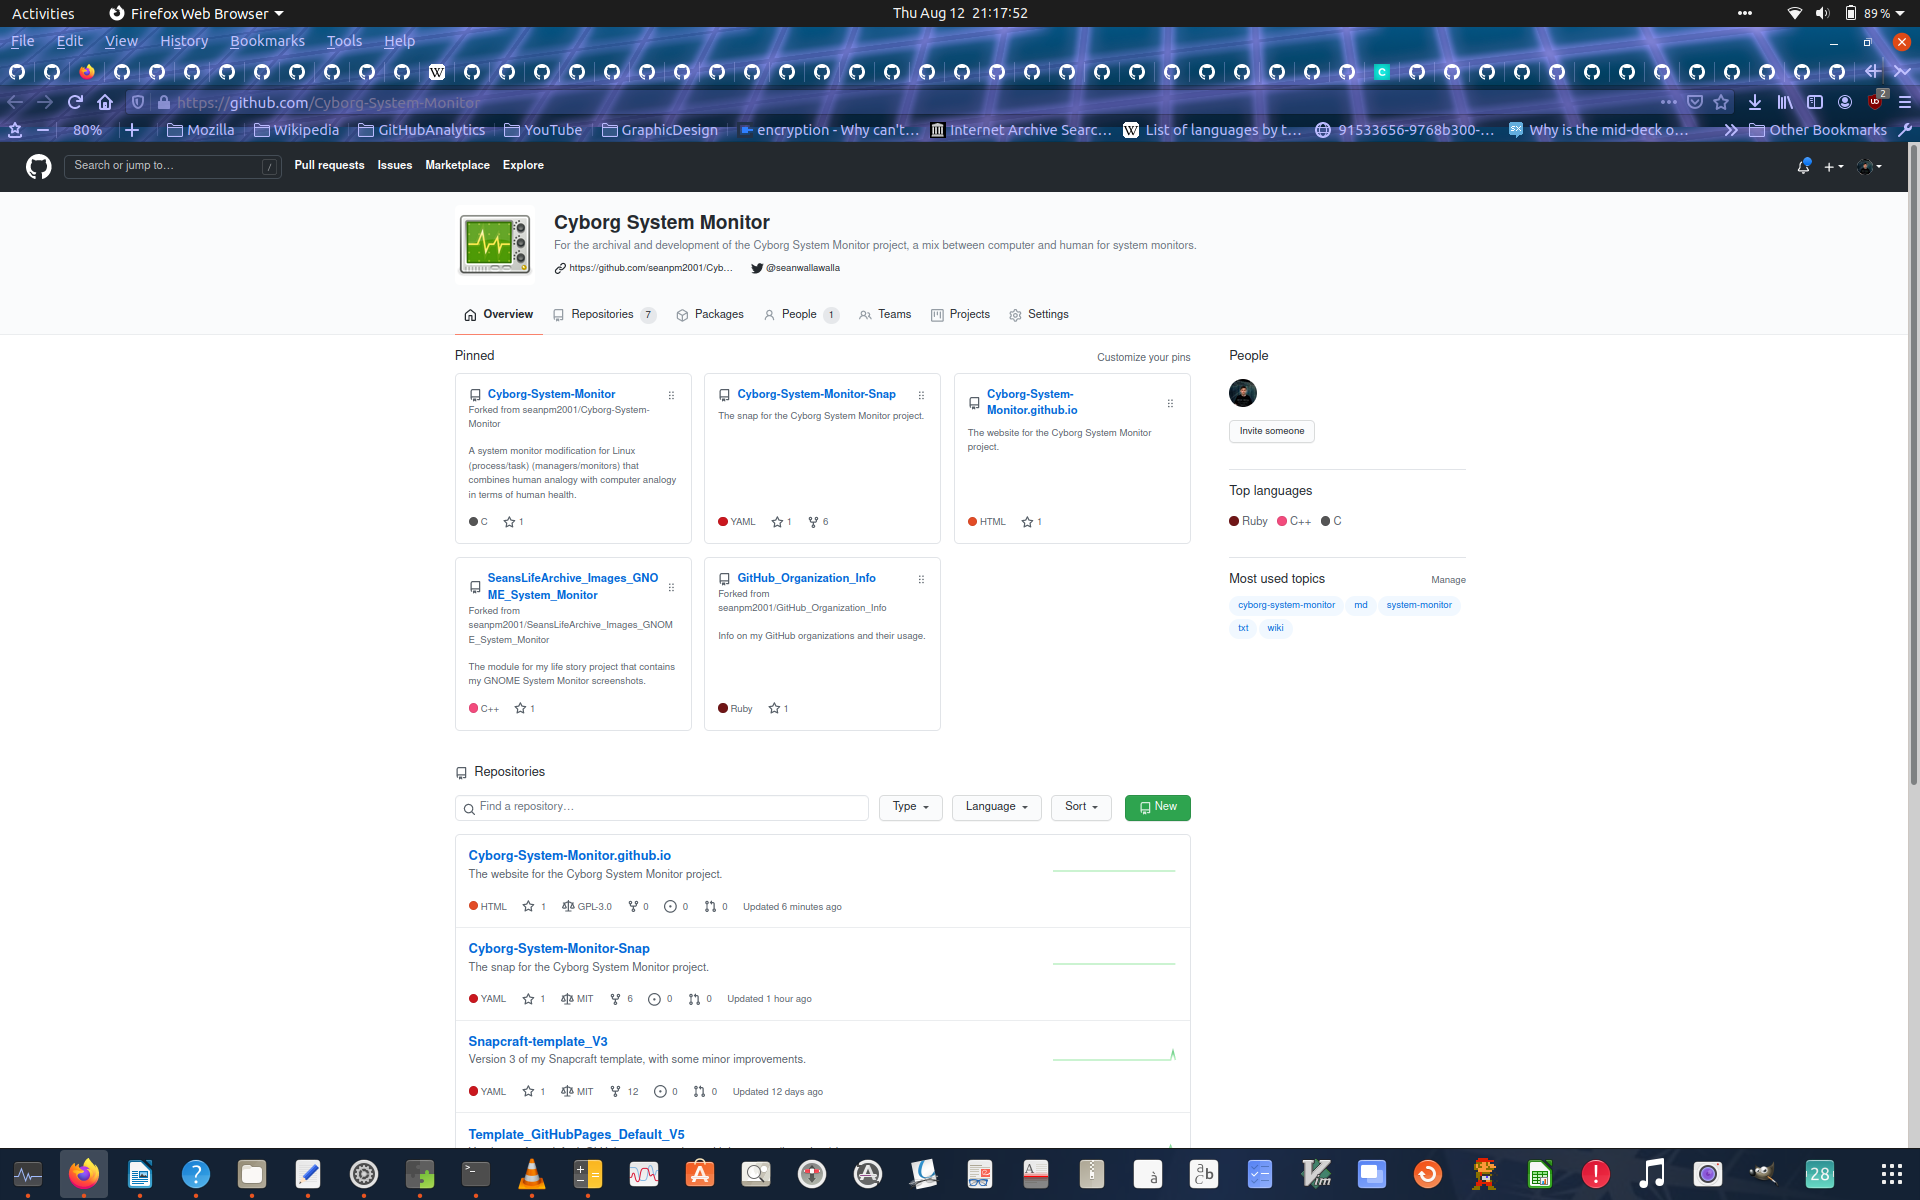 Activities Firefox Web Browser Thu Aug 12 21:17:52 89 %
File Edit View History Bookmarks Tools Help
https://github.com/Cyborg-System-Monitor 2
80% Mozilla Wikipedia GitHubAnalytics YouTube GraphicDesign encryption - Why can't… Internet Archive Searc… List of languages by t… 91533656-9768b300-… Why is the mid-deck o… Other Bookmarks
Search or jump to… / Pull requests Issues Marketplace Explore
Cyborg System Monitor
For the archival and development of the Cyborg System Monitor project, a mix between computer and human for system monitors.
https://github.com/seanpm2001/Cyb… @seanwallawalla
Overview Repositories 7 Packages People 1 Teams Projects Settings
Pinned Customize your pins
Cyborg-System-Monitor
Forked from seanpm2001/Cyborg-System-
Monitor
A system monitor modification for Linux
(process/task) (managers/monitors) that
combines human analogy with computer analogy
in terms of human health.
C 1
Cyborg-System-Monitor-Snap
The snap for the Cyborg System Monitor project.
YAML 1 6
Cyborg-System-
Monitor.github.io
The website for the Cyborg System Monitor
project.
HTML 1
SeansLifeArchive_Images_GNO
ME_System_Monitor
Forked from
seanpm2001/SeansLifeArchive_Images_GNOM
E_System_Monitor
The module for my life story project that contains
my GNOME System Monitor screenshots.
C++ 1
GitHub_Organization_Info
Forked from
seanpm2001/GitHub_Organization_Info
Info on my GitHub organizations and their usage.
Ruby 1
People
Invite someone
Top languages
Ruby C++ C
Most used topics Manage
cyborg-system-monitor md system-monitor
txt wiki
Repositories
Find a repository… Type Language Sort New
Cyborg-System-Monitor.github.io
The website for the Cyborg System Monitor project.
HTML 1 GPL-3.0 0 0 0 Updated 6 minutes ago
Cyborg-System-Monitor-Snap
The snap for the Cyborg System Monitor project.
YAML 1 MIT 6 0 0 Updated 1 hour ago
Snapcraft-template_V3
Version 3 of my Snapcraft template, with some minor improvements.
YAML 1 MIT 12 0 0 Updated 12 days ago
Template_GitHubPages_Default_V5
28